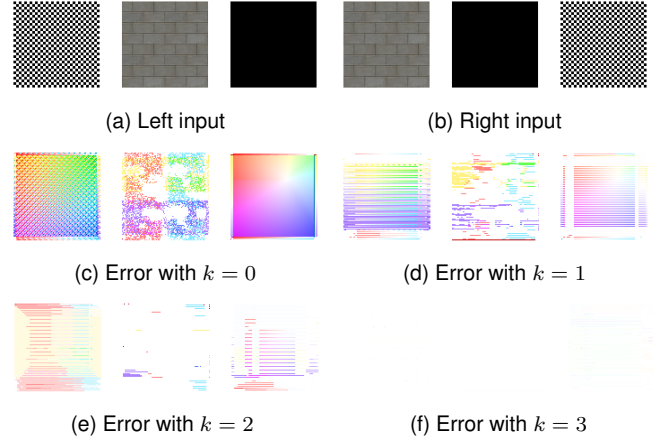 (a) Left input
(b) Right input
(c) Error with k = 0
(d) Error with k = 1
(e) Error with k = 2
(f) Error with k = 3